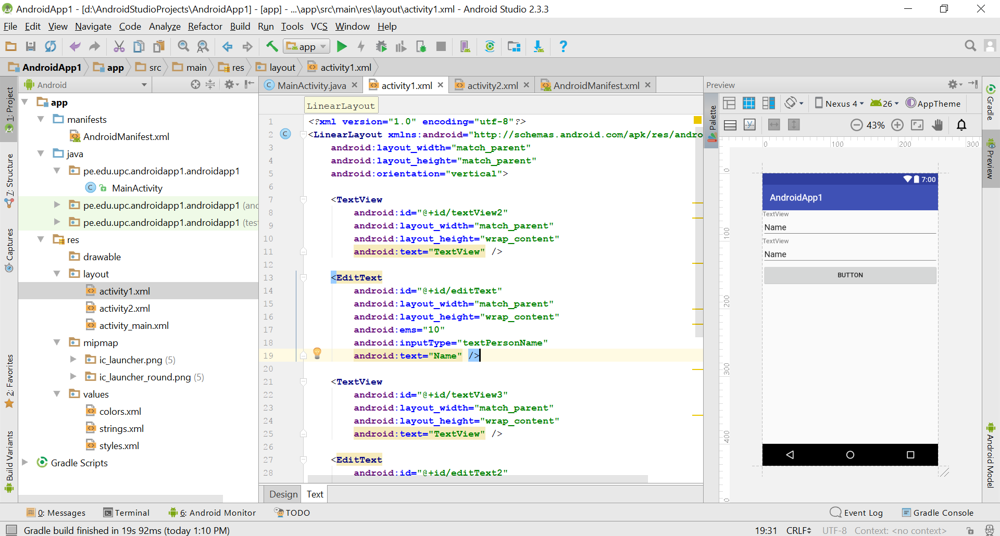 AndroidApp1 - [d:\AndroidStudioProjects\AndroidApp1] - [app] - ...\app\src\main\res\layout\activity1.xml - Android Studio 2.3.3
File Edit View Navigate Code Analyze Refactor Build Run Tools VCS Window Help
app
AndroidApp1 app src main res layout activity1.xml
Android
MainActivity.java activity1.xml activity2.xml AndroidManifest.xml
Preview
1: Project
7: Structure
Captures
2: Favorites
Build Variants
app
manifests
AndroidManifest.xml
java
pe.edu.upc.androidapp1.androidapp1
MainActivity
pe.edu.upc.androidapp1.androidapp1 (and
pe.edu.upc.androidapp1.androidapp1 (test
res
drawable
layout
activity1.xml
activity2.xml
activity_main.xml
mipmap
ic_launcher.png (5)
ic_launcher_round.png (5)
values
colors.xml
strings.xml
styles.xml
Gradle Scripts
LinearLayout
1 <?xml version="1.0" encoding="utf-8"?>
2 <LinearLayout xmlns:android="http://schemas.android.com/apk/res/andro
3 android:layout_width="match_parent"
4 android:layout_height="match_parent"
5 android:orientation="vertical">
6
7 <TextView
8 android:id="@+id/textView2"
9 android:layout_width="match_parent"
10 android:layout_height="wrap_content"
11 android:text="TextView" />
12
13 <EditText
14 android:id="@+id/editText"
15 android:layout_width="match_parent"
16 android:layout_height="wrap_content"
17 android:ems="10"
18 android:inputType="textPersonName"
19 android:text="Name" />
20
21 <TextView
22 android:id="@+id/textView3"
23 android:layout_width="match_parent"
24 android:layout_height="wrap_content"
25 android:text="TextView" />
26
27 <EditText
28 android:id="@+id/editText2"
Design Text
Palette
Nexus 4 26 AppTheme
43%
0 100 200 300
0
100
200
300
400
0
7:00
AndroidApp1
TextView
Name
TextView
Name
BUTTON
Gradle
Preview
Android Model
0: Messages Terminal 6: Android Monitor TODO Event Log Gradle Console
Gradle build finished in 19s 92ms (today 1:10 PM) 19:31 CRLF UTF-8 Context: <no context>